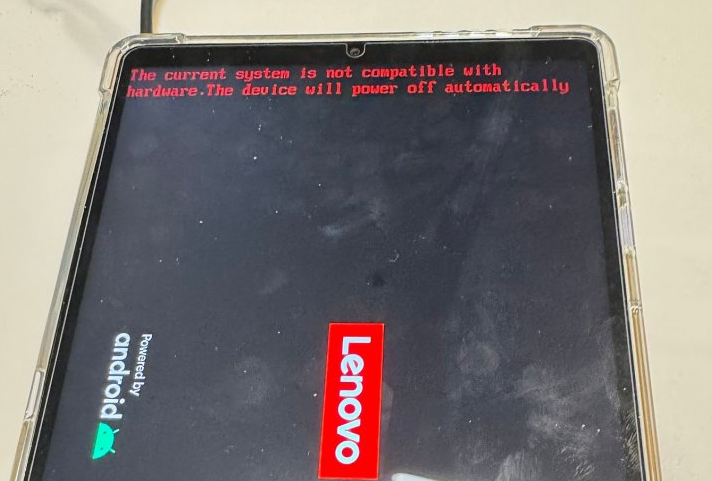 The current system is not compatible with
hardware.The device will power off automatically
Lenovo
Powered by
android